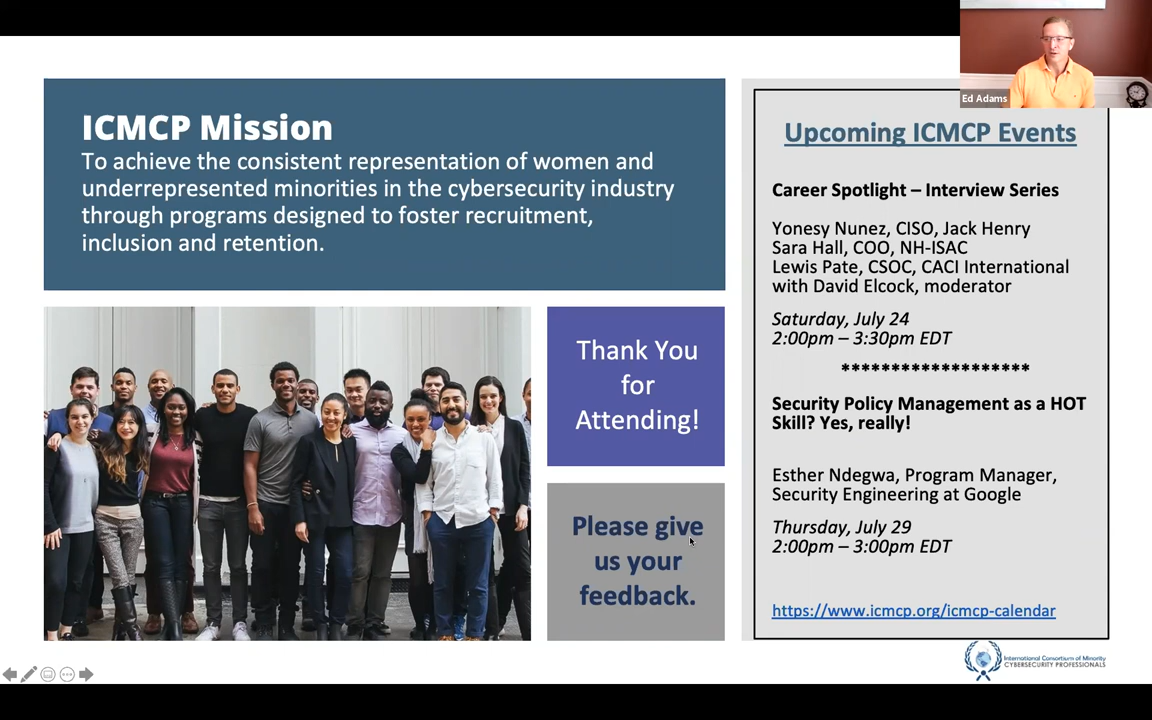 ICMCP Mission
To achieve the consistent representation of women and
underrepresented minorities in the cybersecurity industry
through programs designed to foster recruitment,
inclusion and retention.
Thank You
for
Attending!
Please give
us your
feedback.
Ed Adams
Upcoming ICMCP Events
Career Spotlight – Interview Series
Yonesy Nunez, CISO, Jack Henry
Sara Hall, COO, NH-ISAC
Lewis Pate, CSOC, CACI International
with David Elcock, moderator
Saturday, July 24
2:00pm – 3:30pm EDT
*******************
Security Policy Management as a HOT
Skill? Yes, really!
Esther Ndegwa, Program Manager,
Security Engineering at Google
Thursday, July 29
2:00pm – 3:00pm EDT
https://www.icmcp.org/icmcp-calendar
International Consortium of Minority
CYBERSECURITY PROFESSIONALS